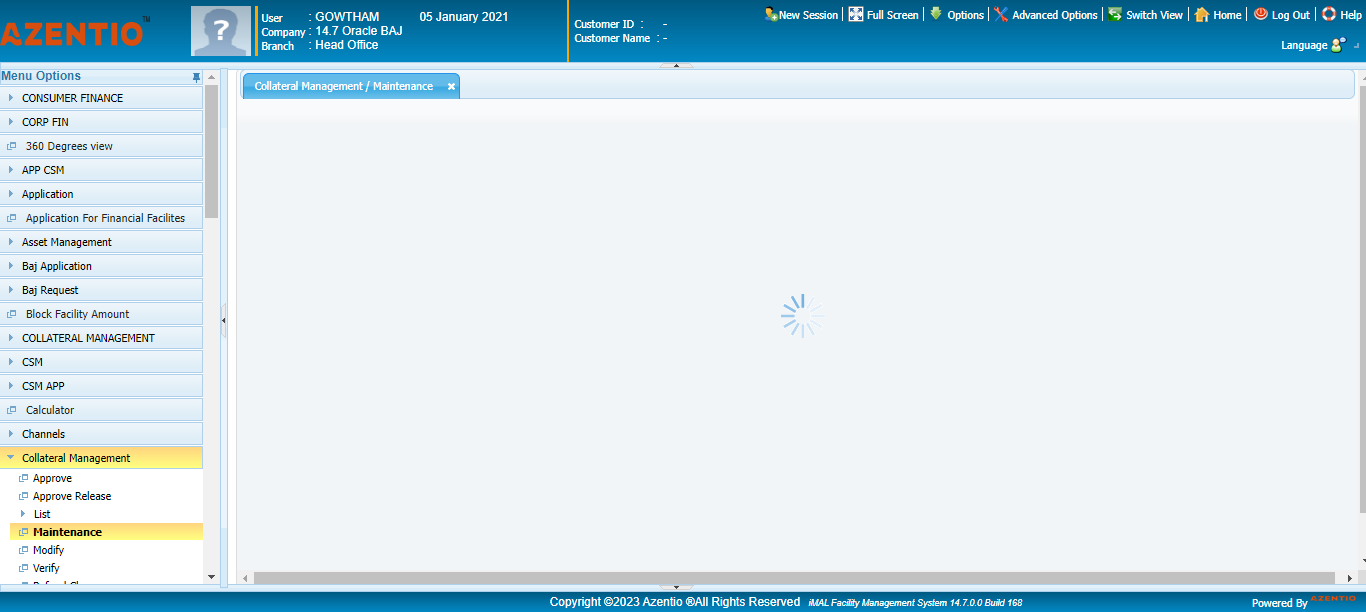 AZENTIO™
?
User : GOWTHAM 05 January 2021
Company : 14.7 Oracle BAJ
Branch : Head Office
Customer ID : -
Customer Name : -
New Session | Full Screen | Options | Advanced Options | Switch View | Home | Log Out | Help
Language
Menu Options
CONSUMER FINANCE
CORP FIN
360 Degrees view
APP CSM
Application
Application For Financial Facilites
Asset Management
Baj Application
Baj Request
Block Facility Amount
COLLATERAL MANAGEMENT
CSM
CSM APP
Calculator
Channels
Collateral Management
Approve
Approve Release
List
Maintenance
Modify
Verify
Collateral Management / Maintenance
Copyright ©2023 Azentio ®All Rights Reserved iMAL Facility Management System 14.7.0.0 Build 168
Powered By AZENTIO